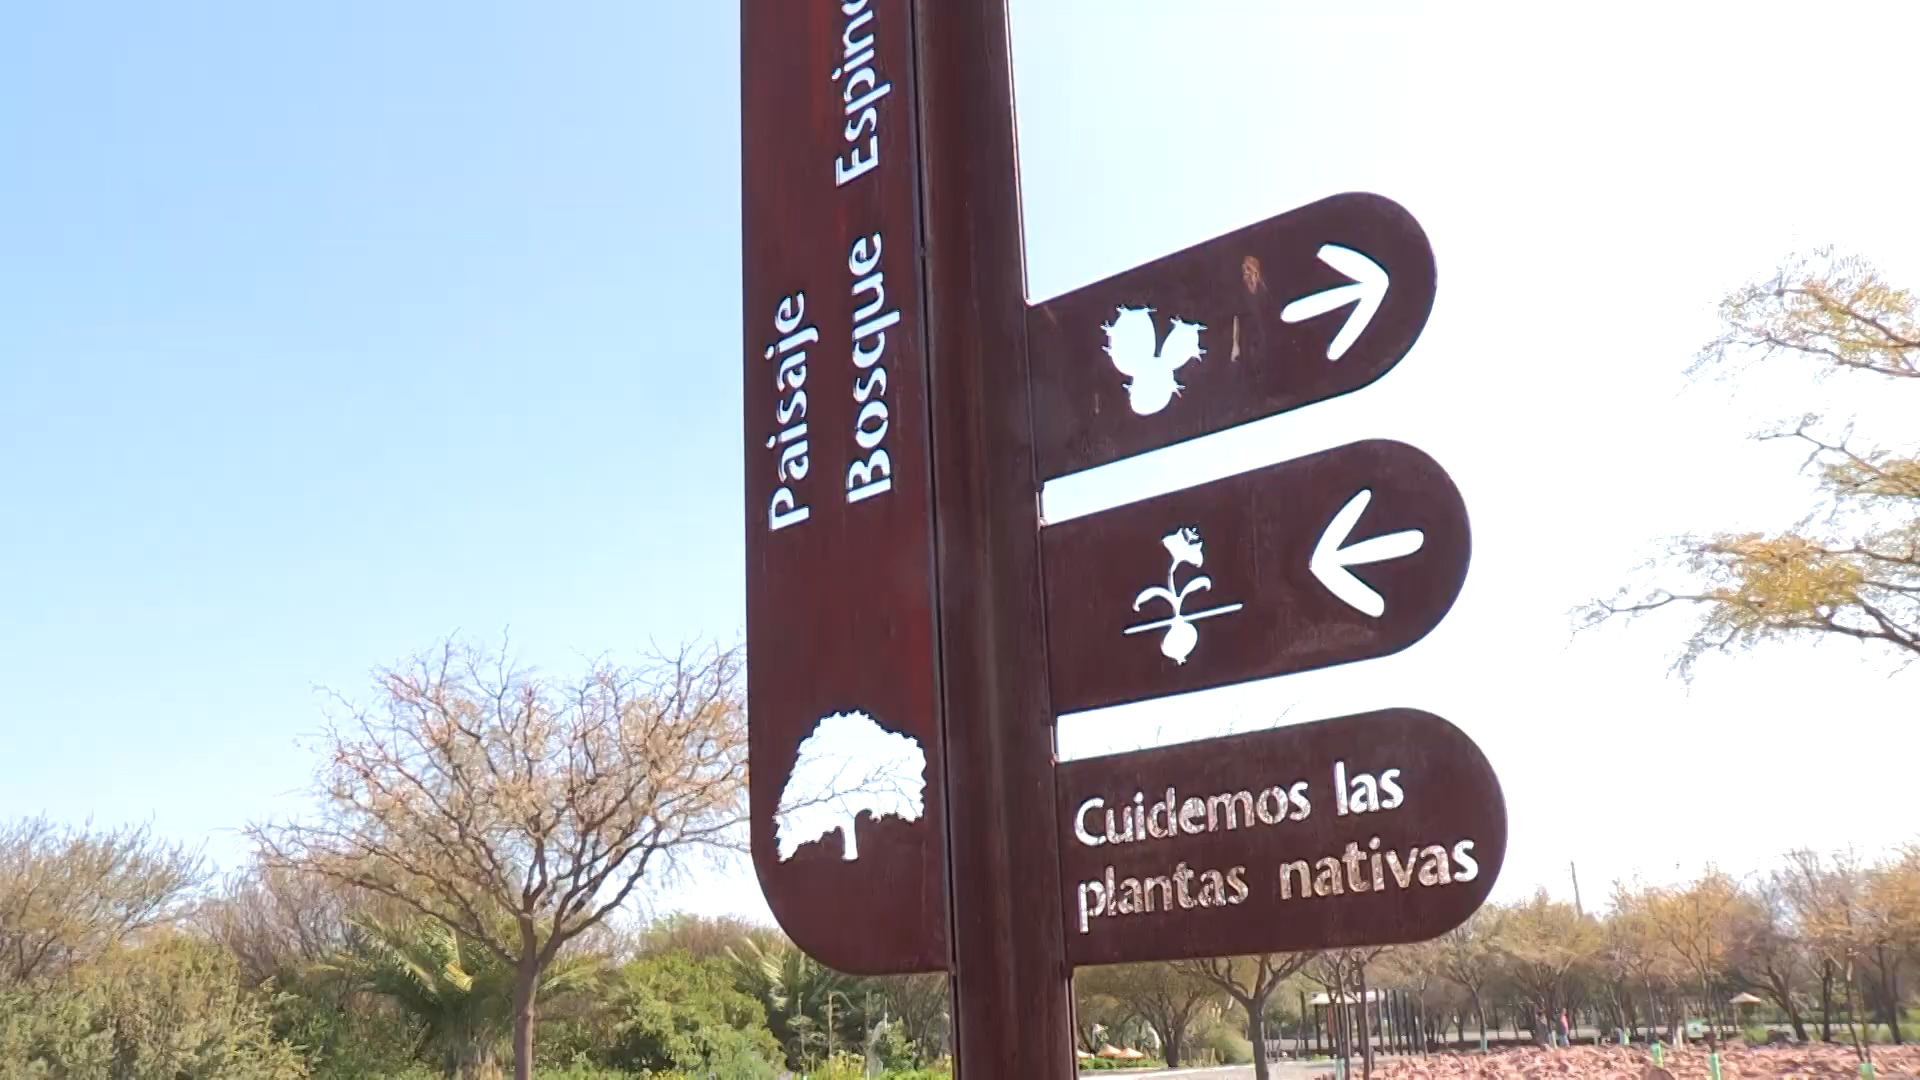 Paisaje
Bosque
Cuidemos las
plantas nativas